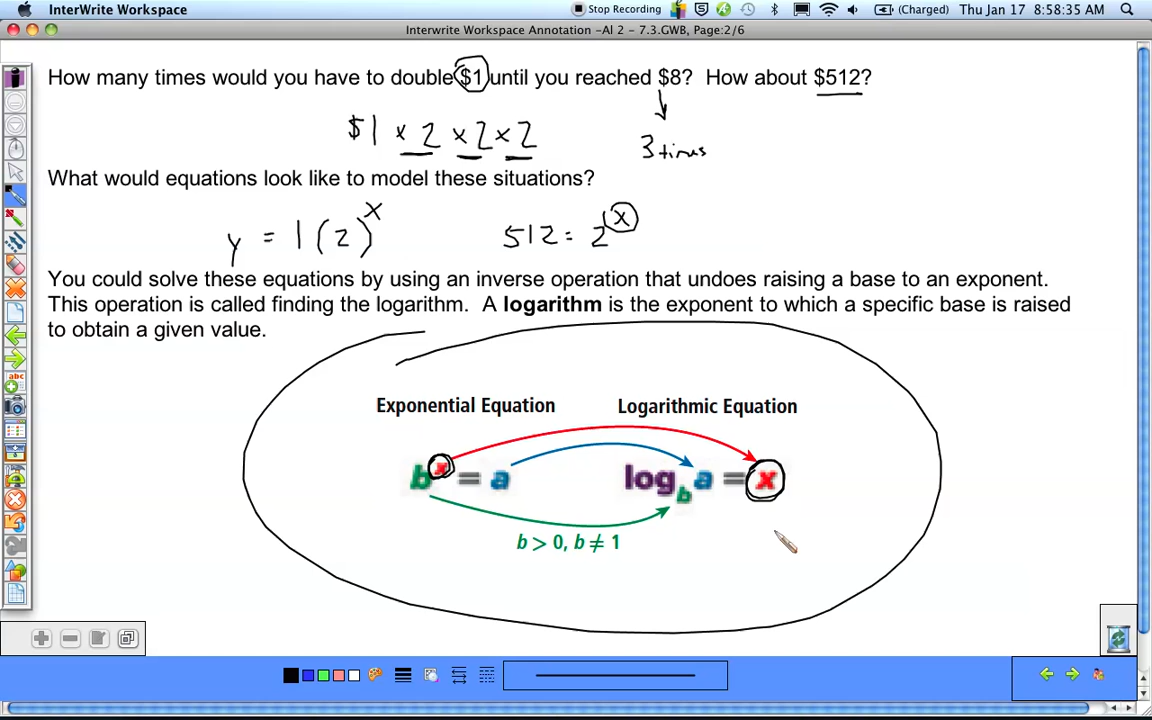 InterWrite Workspace
Stop Recording
(Charged) Thu Jan 17 8:58:35 AM
Interwrite Workspace Annotation -Al 2 - 7.3.GWB, Page:2/6
How many times would you have to double $1 until you reached $8? How about $512?
$1 × 2 × 2 × 2
3 times
What would equations look like to model these situations?
y = 1(2)^x 512 = 2^x
You could solve these equations by using an inverse operation that undoes raising a base to an exponent.
This operation is called finding the logarithm. A logarithm is the exponent to which a specific base is raised
to obtain a given value.
Exponential Equation Logarithmic Equation
b^x = a log_b a = x
b > 0, b ≠ 1
abc